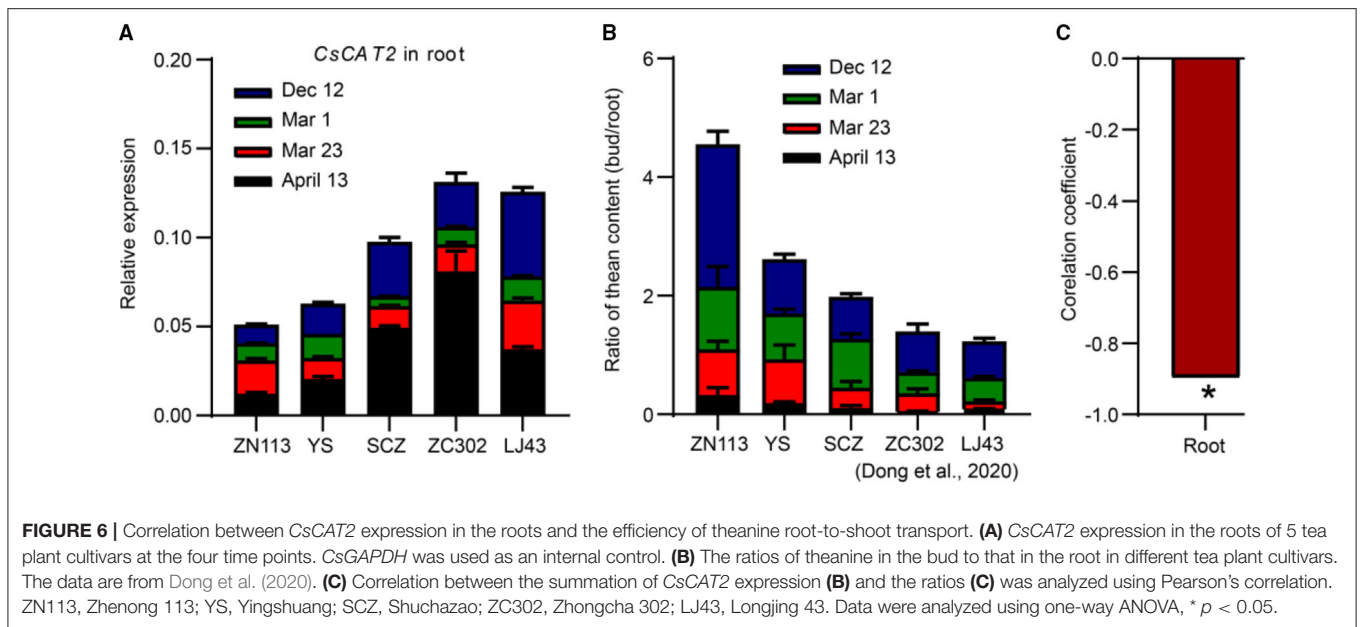 A
CsCAT2 in root
0.20
0.15
0.10
0.05
0.00
Relative expression
Dec 12
Mar 1
Mar 23
April 13
ZN113 YS SCZ ZC302 LJ43
B
6
4
2
0
Ratio of thean content (bud/root)
Dec 12
Mar 1
Mar 23
April 13
ZN113 YS SCZ ZC302 LJ43
(Dong et al., 2020)
C
0.0
-0.2
-0.4
-0.6
-0.8
-1.0
Corelation coefficient
*
Root
FIGURE 6 | Correlation between CsCAT2 expression in the roots and the efficiency of theanine root-to-shoot transport. (A) CsCAT2 expression in the roots of 5 tea
plant cultivars at the four time points. CsGAPDH was used as an internal control. (B) The ratios of theanine in the bud to that in the root in different tea plant cultivars.
The data are from Dong et al. (2020). (C) Correlation between the summation of CsCAT2 expression (B) and the ratios (C) was analyzed using Pearson's correlation.
ZN113, Zhenong 113; YS, Yingshuang; SCZ, Shuchazao; ZC302, Zhongcha 302; LJ43, Longjing 43. Data were analyzed using one-way ANOVA, * p < 0.05.